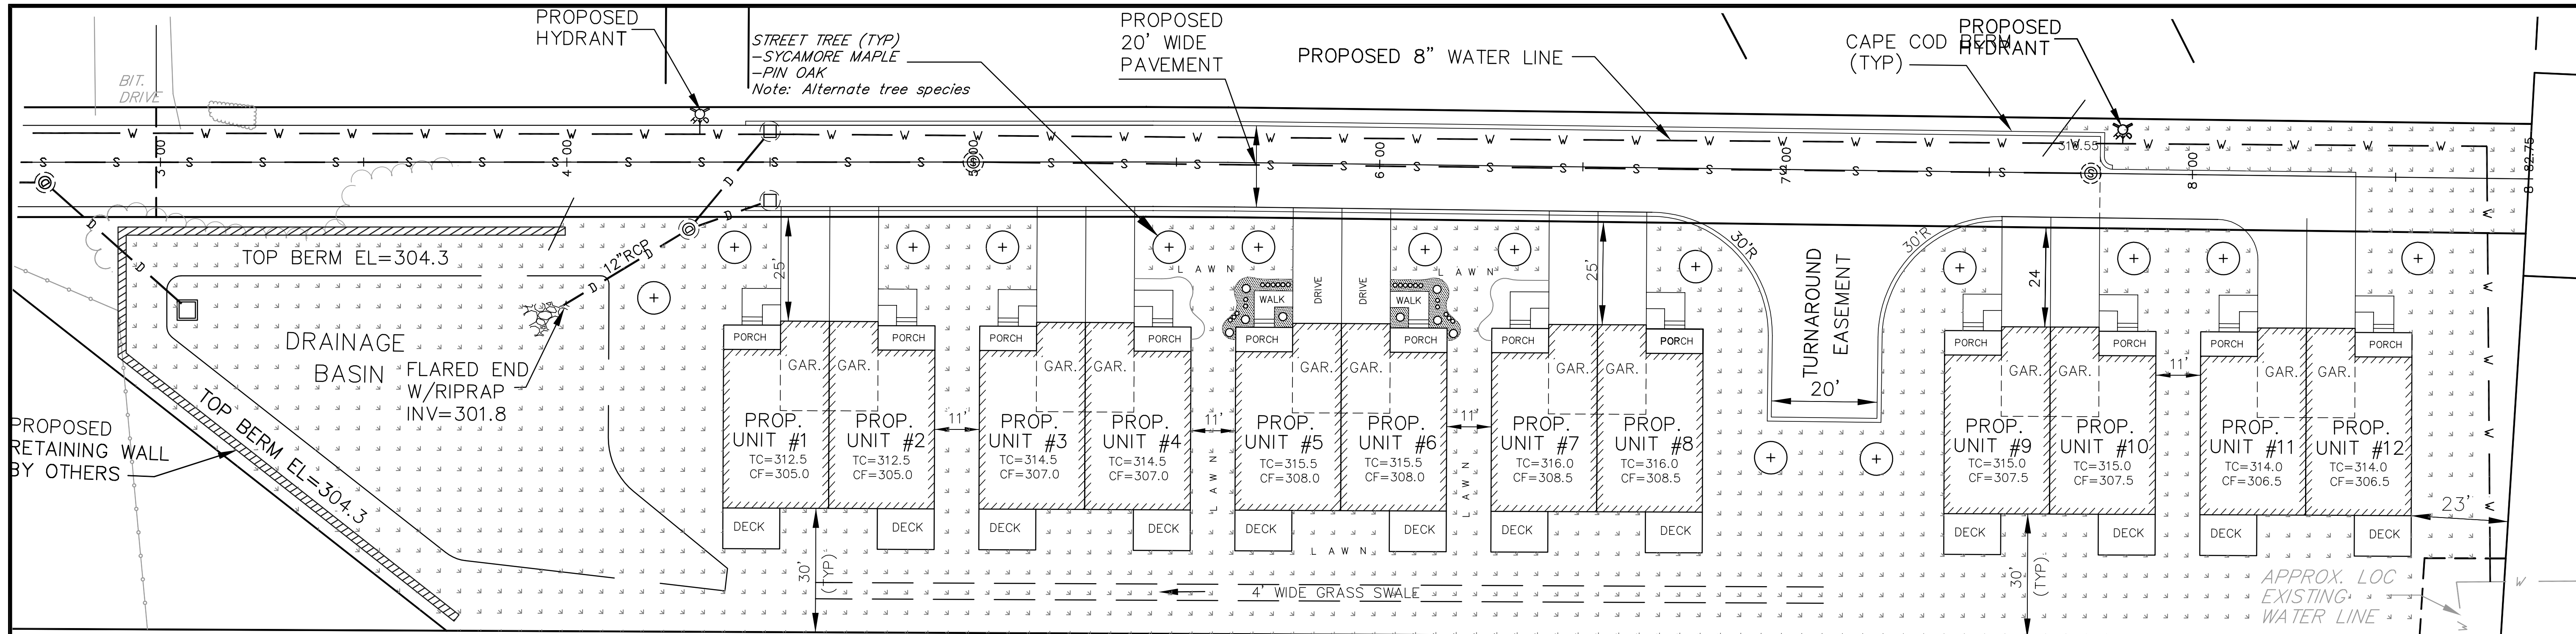 PROPOSED
HYDRANT
STREET TREE (TYP)
-SYCAMORE MAPLE
-PIN OAK
Note: Alternate tree species
PROPOSED
20' WIDE
PAVEMENT
PROPOSED 8" WATER LINE
CAPE COD BERM
(TYP)
PROPOSED
HYDRANT
BIT.
DRIVE
W W W W W W W W W W W W W W W W W W W W W W W W W W W W W W W W
S S S S S S S S S S S S S S S S S S S S S S S S S S S
3+00
4+00
5+00
6+00
7+00
8+00
8+82.75
316.55
S
S
D
D
D
D
D
D
12"RCP
TOP BERM EL=304.3
DRAINAGE
BASIN
FLARED END
W/RIPRAP
INV=301.8
TOP BERM EL=304.3
PROPOSED
RETAINING WALL
BY OTHERS
25'
LAWN
WALK
DRIVE
DRIVE
WALK
LAWN
25'
30'R
TURNAROUND
EASEMENT
20'
30'R
24
PORCH
GAR.
GAR.
PORCH
PORCH
GAR.
GAR.
PORCH
PORCH
GAR.
GAR.
PORCH
PORCH
GAR.
GAR.
PORCH
PORCH
GAR.
GAR.
PORCH
PORCH
GAR.
GAR.
PORCH
PROP.
UNIT #1
TC=312.5
CF=305.0
PROP.
UNIT #2
TC=312.5
CF=305.0
11'
PROP.
UNIT #3
TC=314.5
CF=307.0
PROP.
UNIT #4
TC=314.5
CF=307.0
11'
LAWN
PROP.
UNIT #5
TC=315.5
CF=308.0
PROP.
UNIT #6
TC=315.5
CF=308.0
11'
LAWN
PROP.
UNIT #7
TC=316.0
CF=308.5
PROP.
UNIT #8
TC=316.0
CF=308.5
PROP.
UNIT #9
TC=315.0
CF=307.5
PROP.
UNIT #10
TC=315.0
CF=307.5
11'
PROP.
UNIT #11
TC=314.0
CF=306.5
PROP.
UNIT #12
TC=314.0
CF=306.5
23'
W
W
W
W
DECK
DECK
DECK
DECK
DECK
DECK
DECK
DECK
DECK
DECK
DECK
DECK
LAWN
30'
(TYP)
4' WIDE GRASS SWALE
30'
(TYP)
APPROX. LOC
EXISTING
WATER LINE
W
W